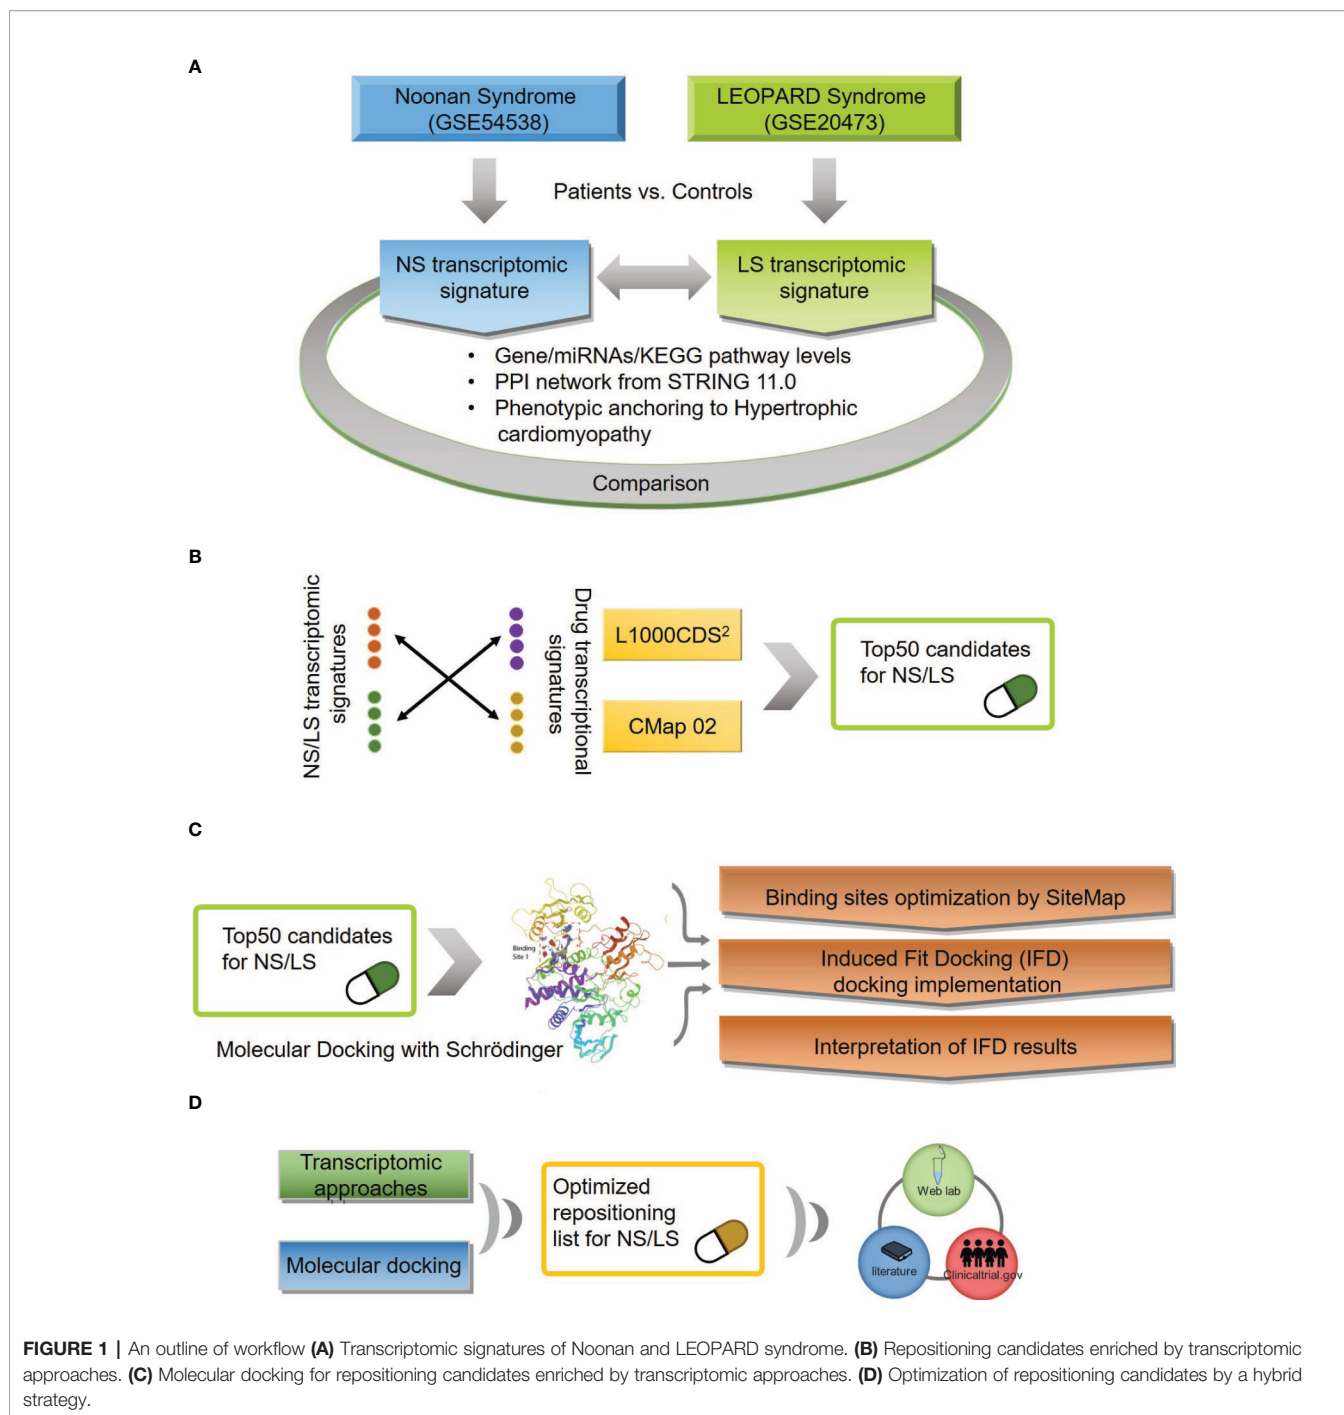 A
Noonan Syndrome
(GSE54538)
LEOPARD Syndrome
(GSE20473)
Patients vs. Controls
NS transcriptomic
signature
LS transcriptomic
signature
• Gene/miRNAs/KEGG pathway levels
• PPI network from STRING 11.0
• Phenotypic anchoring to Hypertrophic
cardiomyopathy
Comparison
B
NS/LS transcriptomic
signatures
Drug transcriptional
signatures
L1000CDS²
CMap 02
Top50 candidates
for NS/LS
C
Top50 candidates
for NS/LS
Binding
Site 1
Molecular Docking with Schrödinger
Binding sites optimization by SiteMap
Induced Fit Docking (IFD)
docking implementation
Interpretation of IFD results
D
Transcriptomic
approaches
Molecular docking
Optimized
repositioning
list for NS/LS
Web lab
literature
Clinicaltrial.gov
FIGURE 1 | An outline of workflow (A) Transcriptomic signatures of Noonan and LEOPARD syndrome. (B) Repositioning candidates enriched by transcriptomic
approaches. (C) Molecular docking for repositioning candidates enriched by transcriptomic approaches. (D) Optimization of repositioning candidates by a hybrid
strategy.